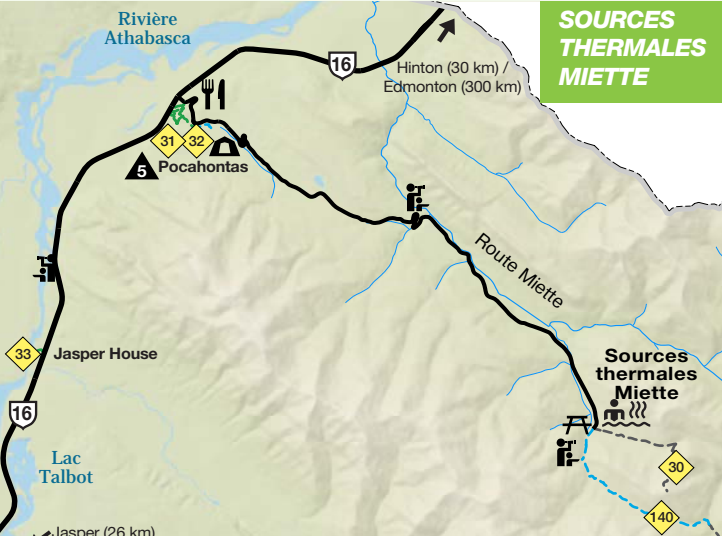 SOURCES
THERMALES
MIETTE
Rivière
Athabasca
16
Hinton (30 km) /
Edmonton (300 km)
31
32
5
Pocahontas
Route Miette
33
Jasper House
Sources
thermales
Miette
16
Lac
Talbot
30
140
Jasper (26 km)